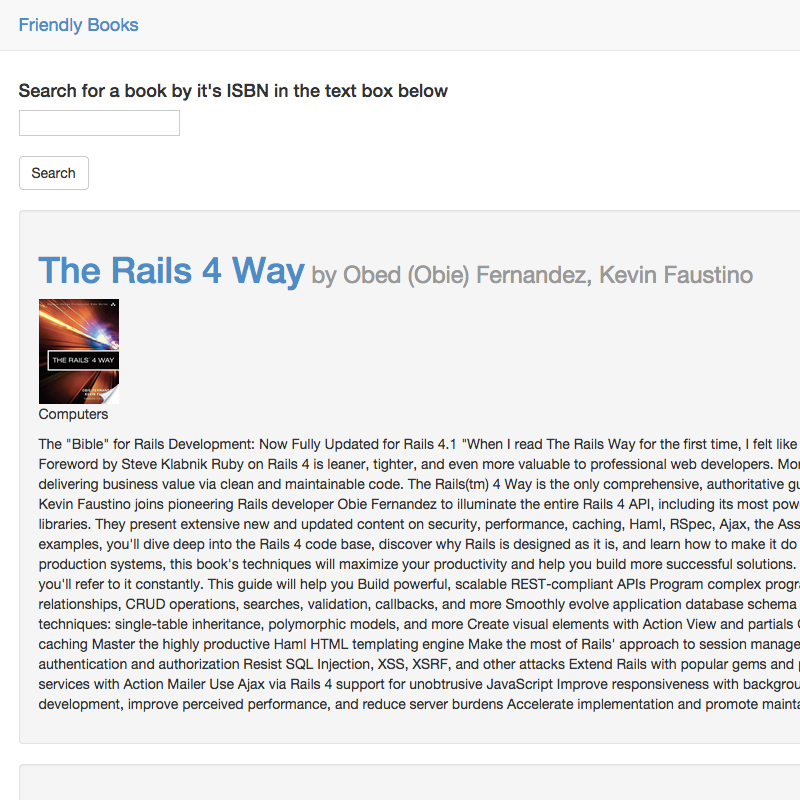 Friendly Books
Search for a book by it's ISBN in the text box below
Search
The Rails 4 Way by Obed (Obie) Fernandez, Kevin Faustino
THE RAILS 4 WAY
Computers
The "Bible" for Rails Development: Now Fully Updated for Rails 4.1 "When I read The Rails Way for the first time, I felt like
Foreword by Steve Klabnik Ruby on Rails 4 is leaner, tighter, and even more valuable to professional web developers. Mor
delivering business value via clean and maintainable code. The Rails(tm) 4 Way is the only comprehensive, authoritative gu
Kevin Faustino joins pioneering Rails developer Obie Fernandez to illuminate the entire Rails 4 API, including its most powe
libraries. They present extensive new and updated content on security, performance, caching, Haml, RSpec, Ajax, the Ass
examples, you'll dive deep into the Rails 4 code base, discover why Rails is designed as it is, and learn how to make it do
production systems, this book's techniques will maximize your productivity and help you build more successful solutions.
you'll refer to it constantly. This guide will help you Build powerful, scalable REST-compliant APIs Program complex progra
relationships, CRUD operations, searches, validation, callbacks, and more Smoothly evolve application database schema
techniques: single-table inheritance, polymorphic models, and more Create visual elements with Action View and partials
caching Master the highly productive Haml HTML templating engine Make the most of Rails' approach to session manage
authentication and authorization Resist SQL Injection, XSS, XSRF, and other attacks Extend Rails with popular gems and p
services with Action Mailer Use Ajax via Rails 4 support for unobtrusive JavaScript Improve responsiveness with backgrou
development, improve perceived performance, and reduce server burdens Accelerate implementation and promote mainta